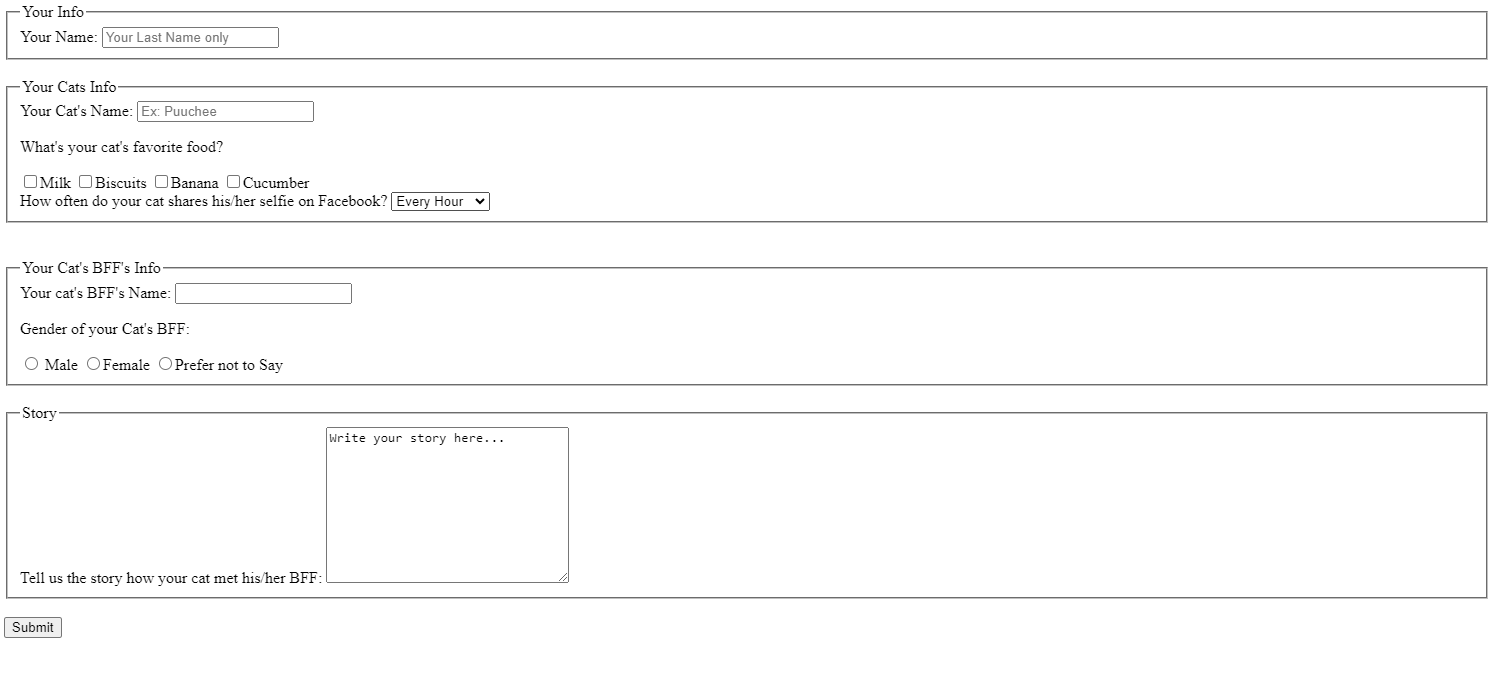 Your Info
Your Name: Your Last Name only
Your Cats Info
Your Cat's Name: Ex: Puuchee
What's your cat's favorite food?
Milk Biscuits Banana Cucumber
How often do your cat shares his/her selfie on Facebook? Every Hour
Your Cat's BFF's Info
Your cat's BFF's Name:
Gender of your Cat's BFF:
Male Female Prefer not to Say
Story
Write your story here...
Tell us the story how your cat met his/her BFF:
Submit